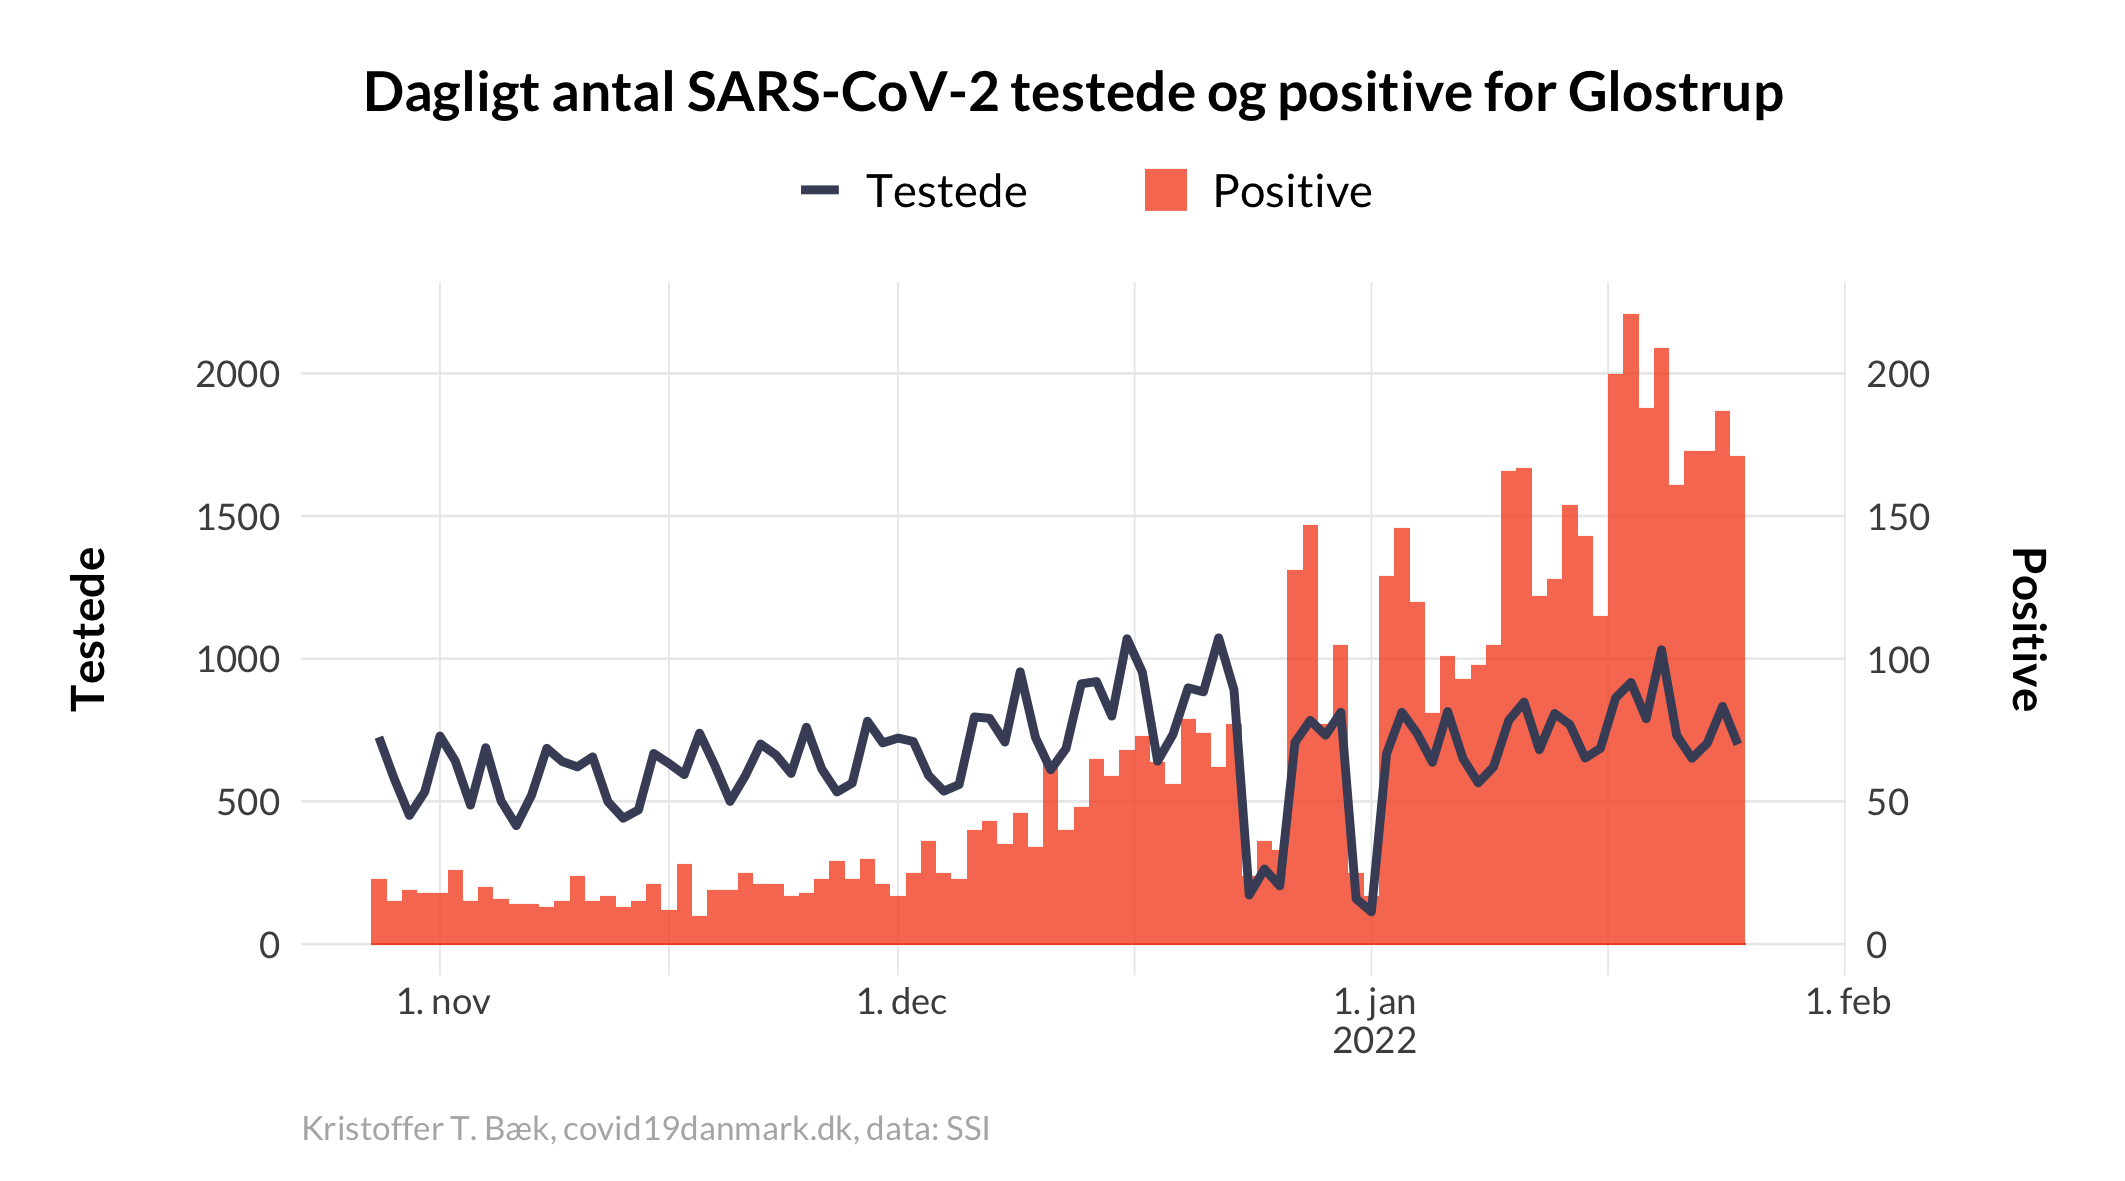 Dagligt antal SARS-CoV-2 testede og positive for Glostrup
Testede
Positive
Testede
2000
1500
1000
500
0
200
150
100
50
0
Positive
1. nov
1. dec
1. jan
2022
1. feb
Kristoffer T. Bæk, covid19danmark.dk, data: SSI